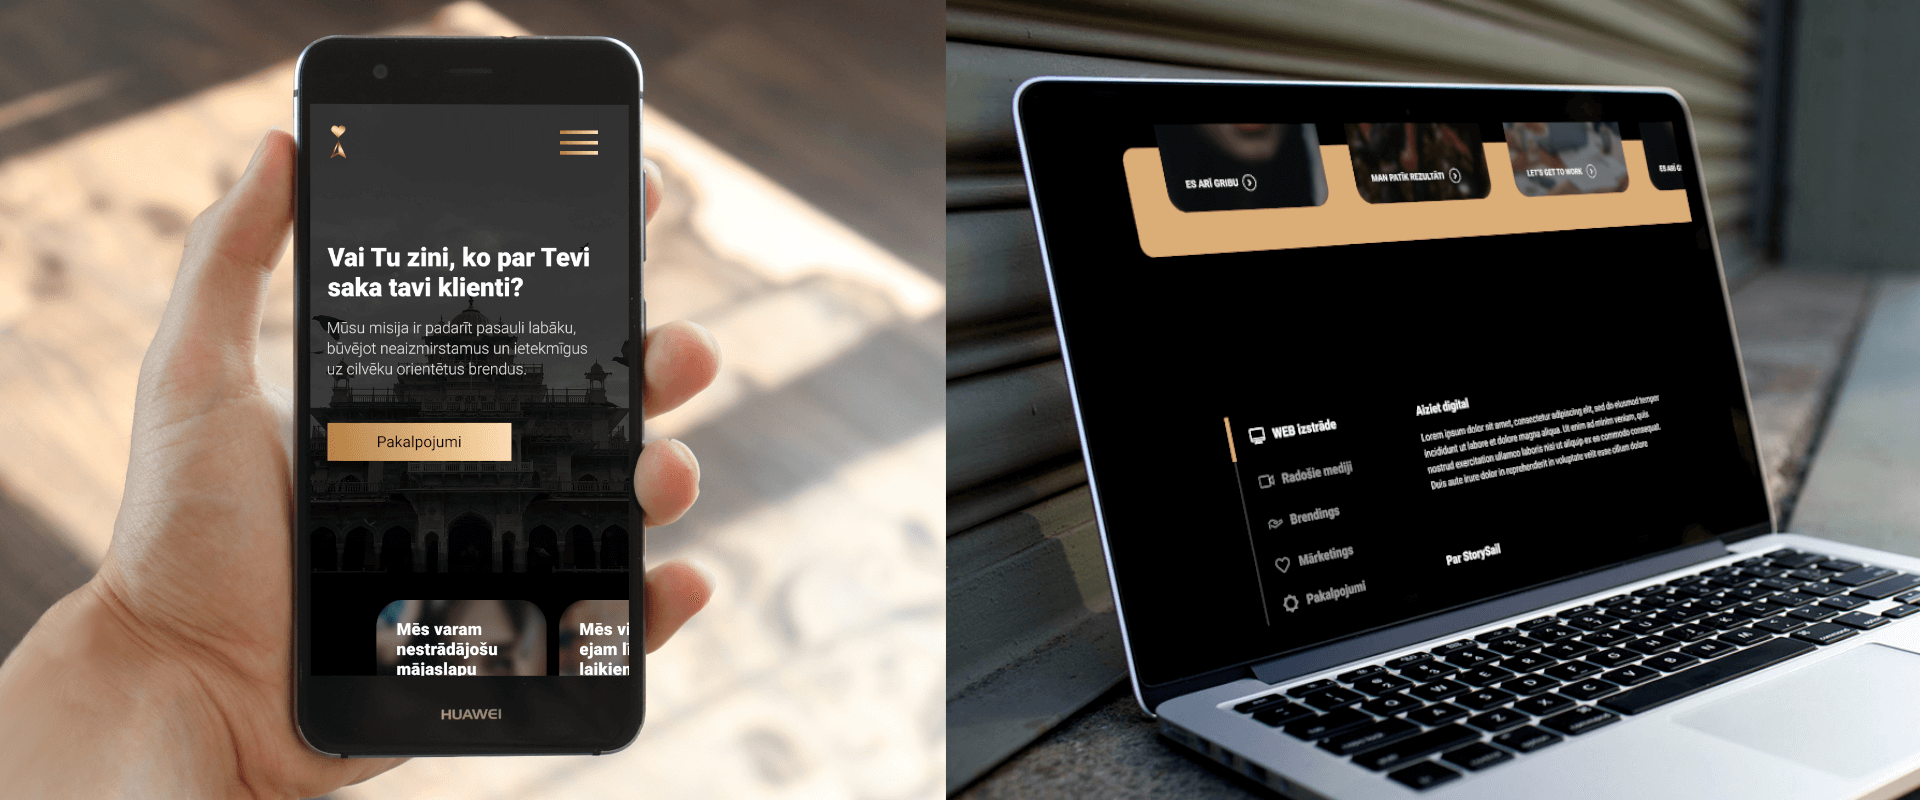 Vai Tu zini, ko par Tevi
saka tavi klienti?
Mūsu misija ir padarīt pasauli labāku,
būvējot neaizmirstamus un ietekmīgus
uz cilvēku orientētus brendus.
Pakalpojumi
Mēs varam
nestrādājošu
mājaslapu
Mēs vi
ejam lī
laikien
HUAWEI
ES ARĪ GRIBU
MAN PATĪK REZULTĀTI
LET'S GET TO WORK
ES ARĪ G
WEB izstrāde
Radošie mediji
Brendings
Mārketings
Pakalpojumi
Aiziet digital
Lorem ipsum dolor sit amet, consectetur adipiscing elit, sed do eiusmod tempor
incididunt ut labore et dolore magna aliqua. Ut enim ad minim veniam, quis
nostrud exercitation ullamco laboris nisi ut aliquip ex ea commodo consequat.
Duis aute irure dolor in reprehenderit in voluptate velit esse cillum dolore
Par StorySail